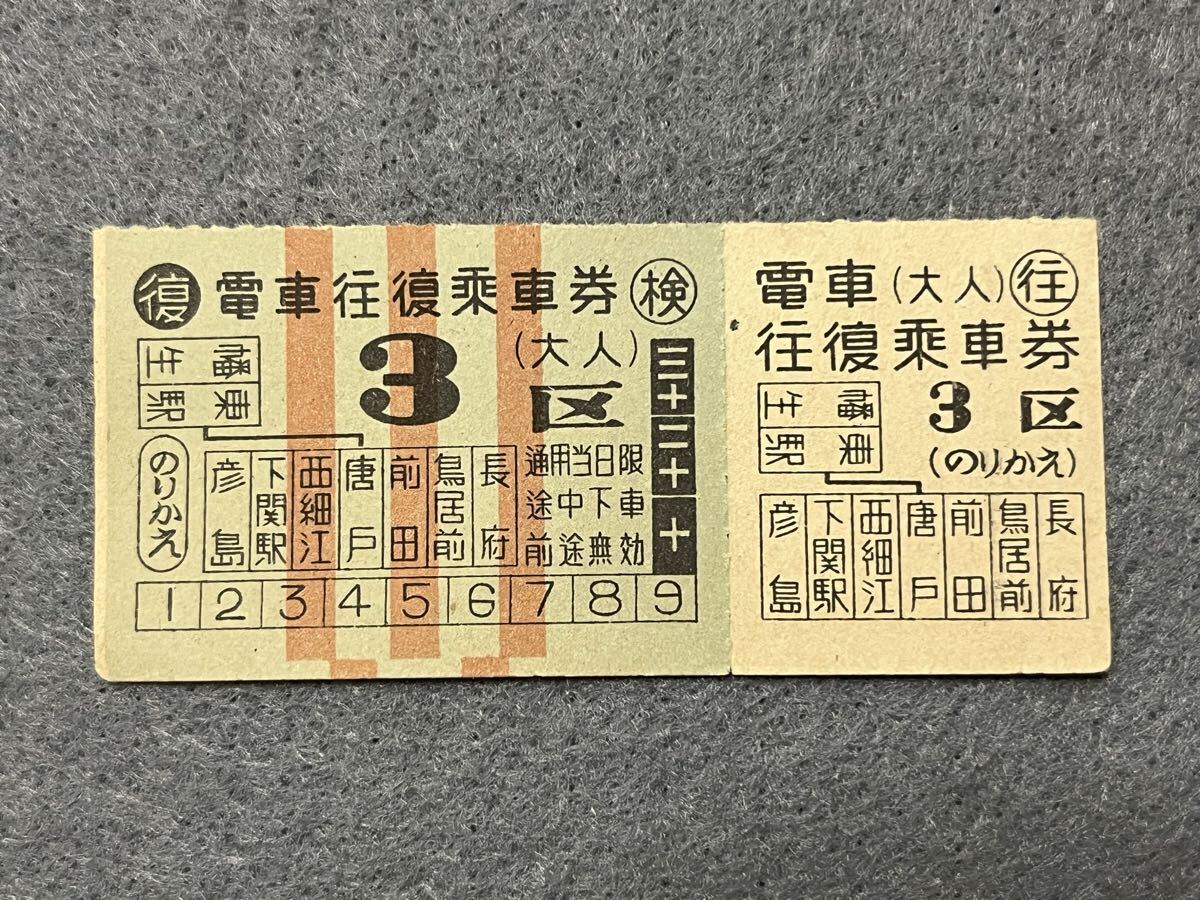 復 電車往復乗車券 検
(大人)
3 区
幡生
東駅
のりかえ
彦島
下関駅
西細江
唐戸
前田
鳥居前
長府
通用当日限
途中下車
前途無効
三十
二十
十
1 2 3 4 5 6 7 8 9
電車(大人) 往
往復乗車券
3 区
幡生
東駅
(のりかえ)
彦島
下関駅
西細江
唐戸
前田
鳥居前
長府